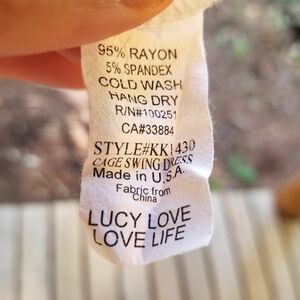 95% RAYON
5% SPANDEX
COLD WASH
HANG DRY
R/N#100251
CA#33884
STYLE#KK1430
CAGE SWING DRESS
Made in U.S.A.
Fabric from
China
LUCY LOVE
LOVE LIFE